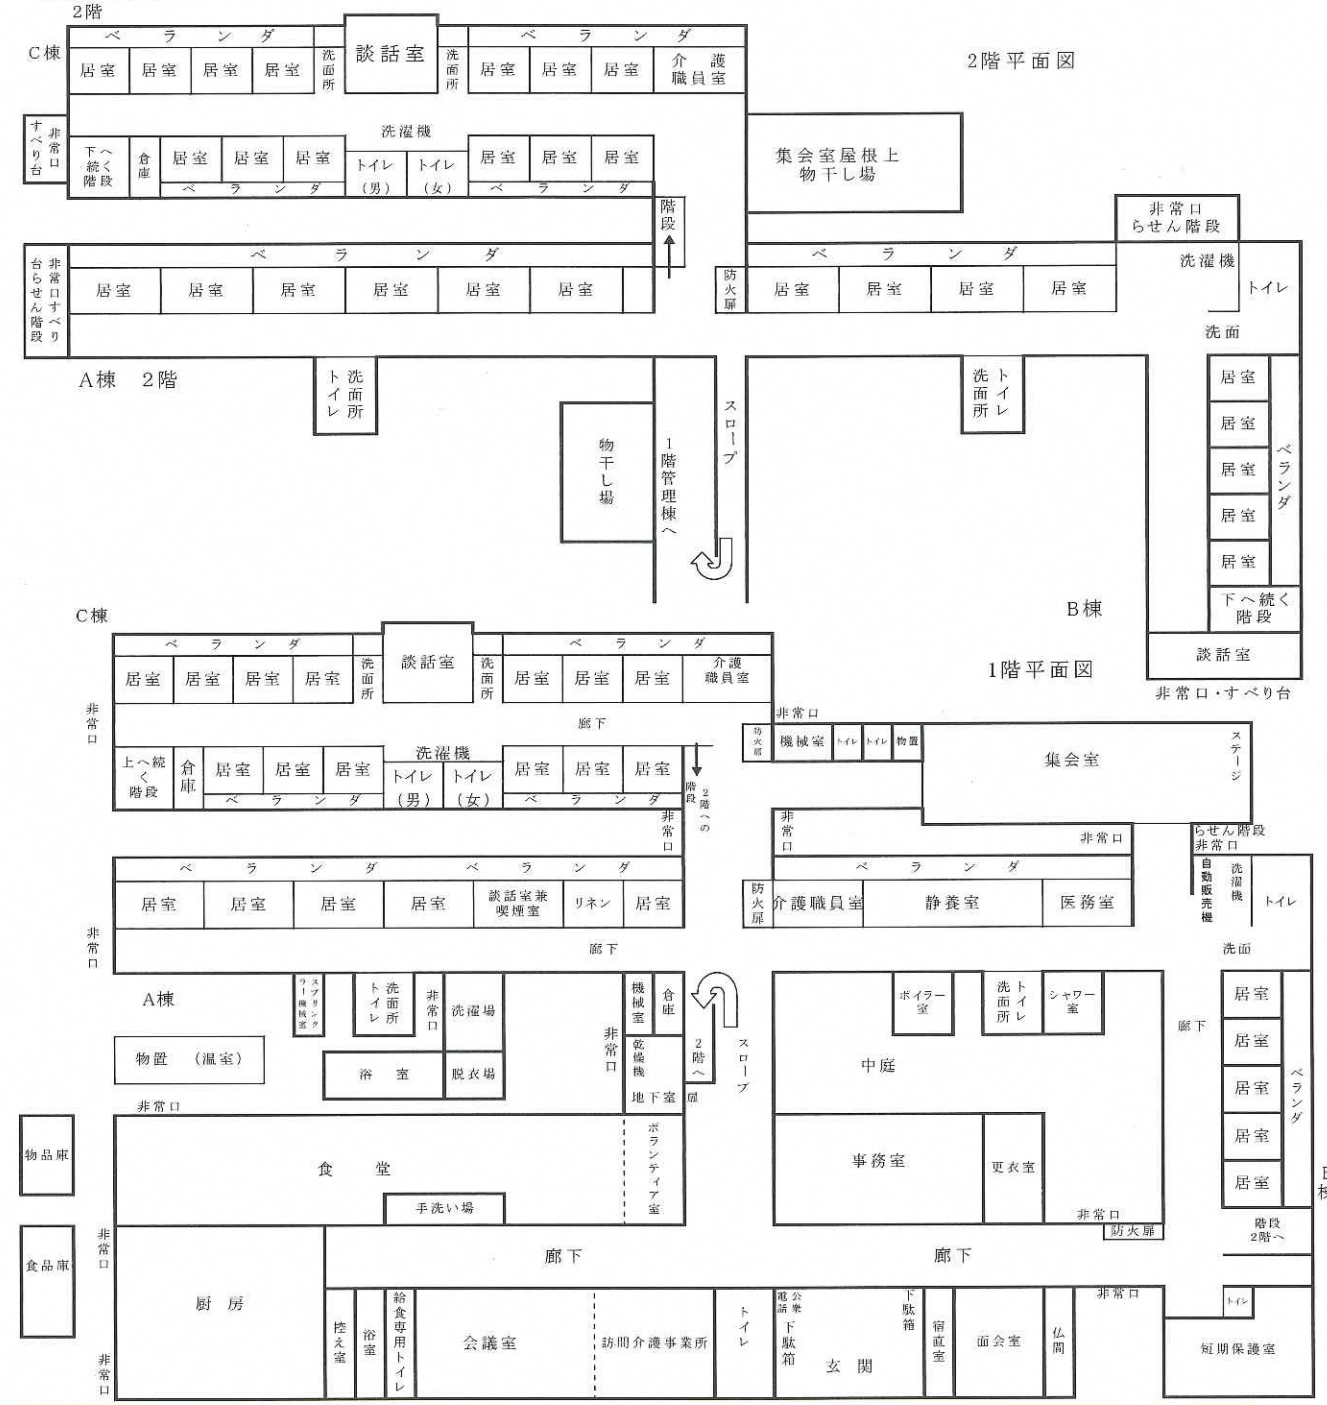 2階
C棟
2階平面図
ベランダ
ベランダ
居室
居室
居室
居室
洗面所
談話室
洗面所
居室
居室
居室
介護
職員室
非常口
すべり台
洗濯機
下へ
続く
階段
倉庫
居室
居室
居室
トイレ
(男)
トイレ
(女)
居室
居室
居室
ベランダ
ベランダ
集会室屋根上
物干し場
階段
非常口
らせん階段
非常口すべり
台らせん階段
ベランダ
居室
居室
居室
居室
居室
居室
防火扉
ベランダ
居室
居室
居室
居室
洗濯機
トイレ
洗面
A棟 2階
洗面所
トイレ
物干し場
1階管理棟へ
スロープ
トイレ
洗面所
居室
居室
居室
居室
居室
ベランダ
下へ続く
階段
談話室
非常口・すべり台
B棟
C棟
1階平面図
ベランダ
ベランダ
居室
居室
居室
居室
洗面所
談話室
洗面所
居室
居室
居室
介護
職員室
非常口
廊下
洗濯機
上へ続
く
階段
倉庫
居室
居室
居室
トイレ
(男)
トイレ
(女)
居室
居室
居室
ベランダ
ベランダ
2階への
階段
非常口
非常口
防火扉
機械室
トイレ
トイレ
物置
集会室
ステージ
非常口
非常口
らせん階段
非常口
ベランダ
ベランダ
居室
居室
居室
居室
談話室兼
喫煙室
リネン
居室
防火扉
ベランダ
介護職員室
静養室
医務室
自動販売機
洗濯機
トイレ
洗面
非常口
廊下
A棟
スプリンク
ラー機械室
洗面所
トイレ
非常口
洗濯場
機械室
倉庫
非常口
乾燥機
地下室
扉
2階へ
スロープ
物置 (温室)
浴室
脱衣場
ボイラー
室
トイレ
洗面所
シャワー
室
中庭
廊下
居室
居室
居室
居室
居室
ベランダ
非常口
物品庫
食堂
手洗い場
ボランティア室
事務室
更衣室
非常口
防火扉
階段
2階へ
食品庫
非常口
廊下
廊下
厨房
非常口
控え室
浴室
給食専用トイレ
会議室
訪問介護事業所
トイレ
公衆
電話
下駄箱
玄関
下駄箱
宿直室
面会室
仏間
非常口
トイレ
短期保護室